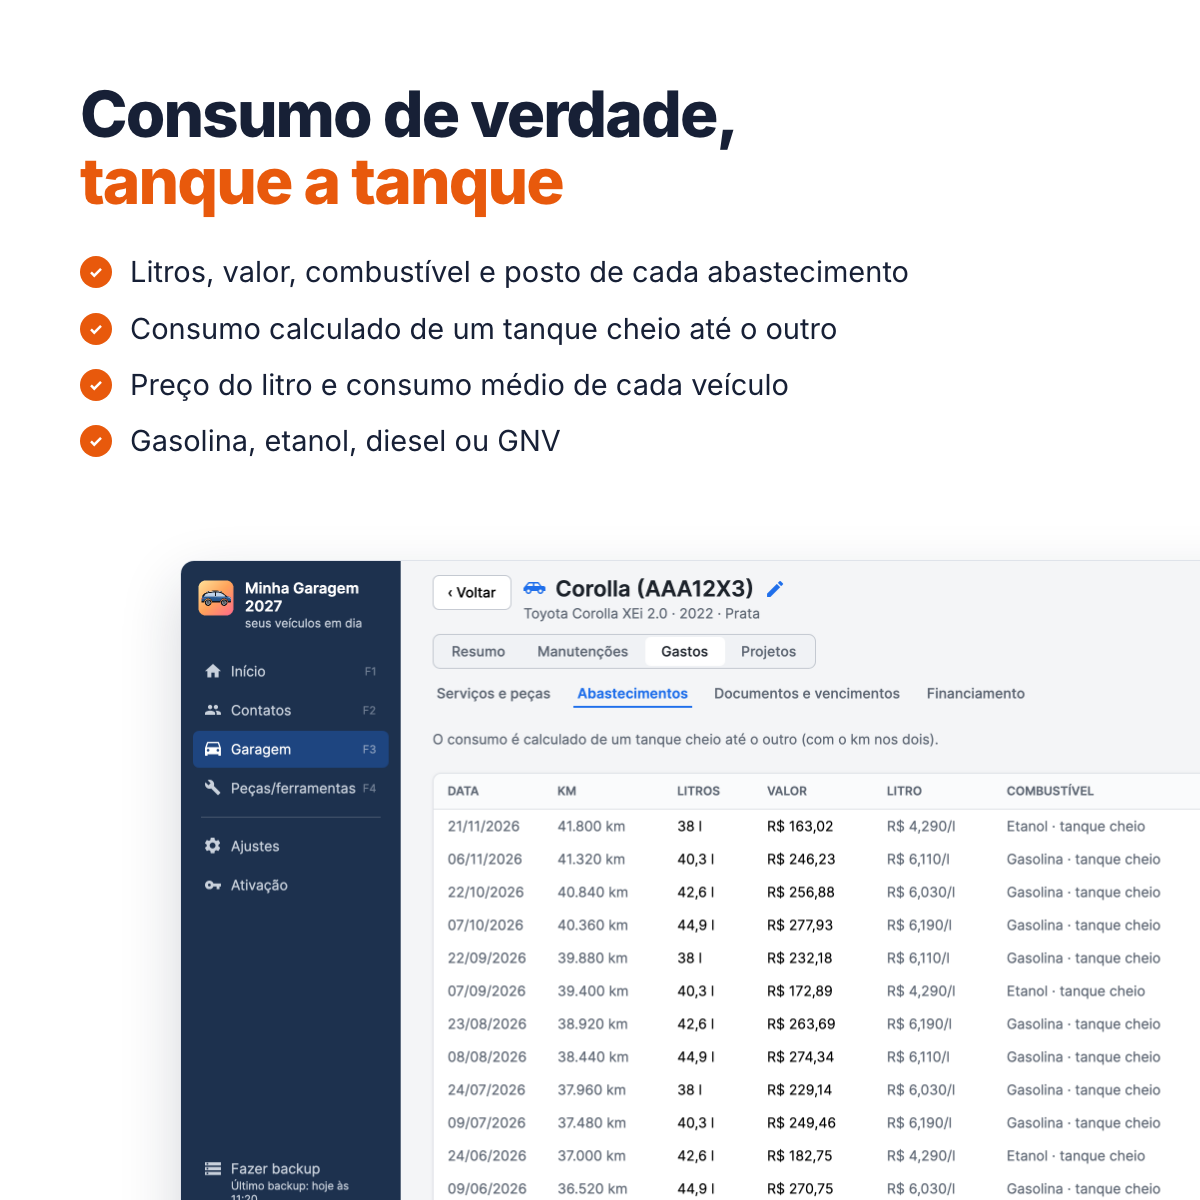 Consumo de verdade,
tanque a tanque
Litros, valor, combustível e posto de cada abastecimento
Consumo calculado de um tanque cheio até o outro
Preço do litro e consumo médio de cada veículo
Gasolina, etanol, diesel ou GNV
Minha Garagem
2027
seus veículos em dia
Início F1
Contatos F2
Garagem F3
Peças/ferramentas F4
Ajustes
Ativação
Fazer backup
Último backup: hoje às
11:20
‹ Voltar
Corolla (AAA12X3)
Toyota Corolla XEi 2.0 · 2022 · Prata
Resumo Manutenções Gastos Projetos
Serviços e peças Abastecimentos Documentos e vencimentos Financiamento
O consumo é calculado de um tanque cheio até o outro (com o km nos dois).
DATA KM LITROS VALOR LITRO COMBUSTÍVEL
21/11/2026 41.800 km 38 l R$ 163,02 R$ 4,290/l Etanol · tanque cheio
06/11/2026 41.320 km 40,3 l R$ 246,23 R$ 6,110/l Gasolina · tanque cheio
22/10/2026 40.840 km 42,6 l R$ 256,88 R$ 6,030/l Gasolina · tanque cheio
07/10/2026 40.360 km 44,9 l R$ 277,93 R$ 6,190/l Gasolina · tanque cheio
22/09/2026 39.880 km 38 l R$ 232,18 R$ 6,110/l Gasolina · tanque cheio
07/09/2026 39.400 km 40,3 l R$ 172,89 R$ 4,290/l Etanol · tanque cheio
23/08/2026 38.920 km 42,6 l R$ 263,69 R$ 6,190/l Gasolina · tanque cheio
08/08/2026 38.440 km 44,9 l R$ 274,34 R$ 6,110/l Gasolina · tanque cheio
24/07/2026 37.960 km 38 l R$ 229,14 R$ 6,030/l Gasolina · tanque cheio
09/07/2026 37.480 km 40,3 l R$ 249,46 R$ 6,190/l Gasolina · tanque cheio
24/06/2026 37.000 km 42,6 l R$ 182,75 R$ 4,290/l Etanol · tanque cheio
09/06/2026 36.520 km 44,9 l R$ 270,75 R$ 6,030/l Gasolina · tanque cheio